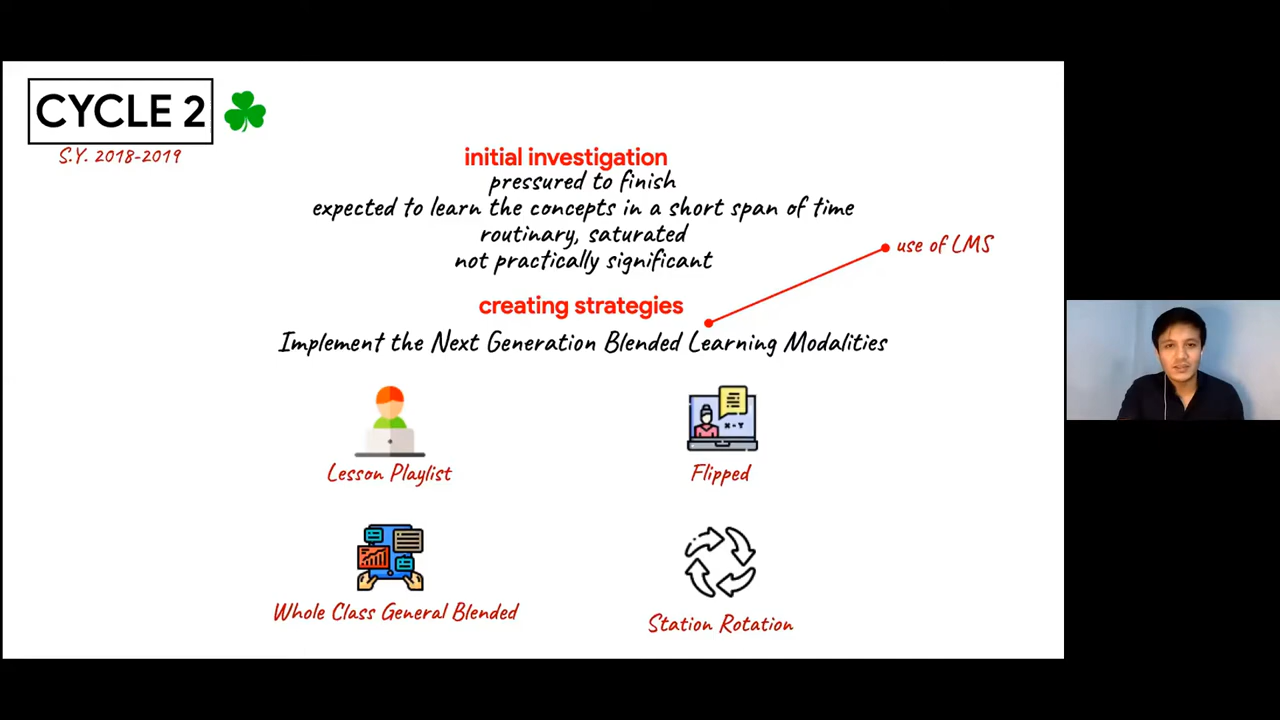 CYCLE 2
S.Y. 2018-2019
initial investigation
pressured to finish
expected to learn the concepts in a short span of time
routinary, saturated
not practically significant
use of LMS
creating strategies
Implement the Next Generation Blended Learning Modalities
X-Y
Lesson Playlist
Flipped
Whole Class General Blended
Station Rotation